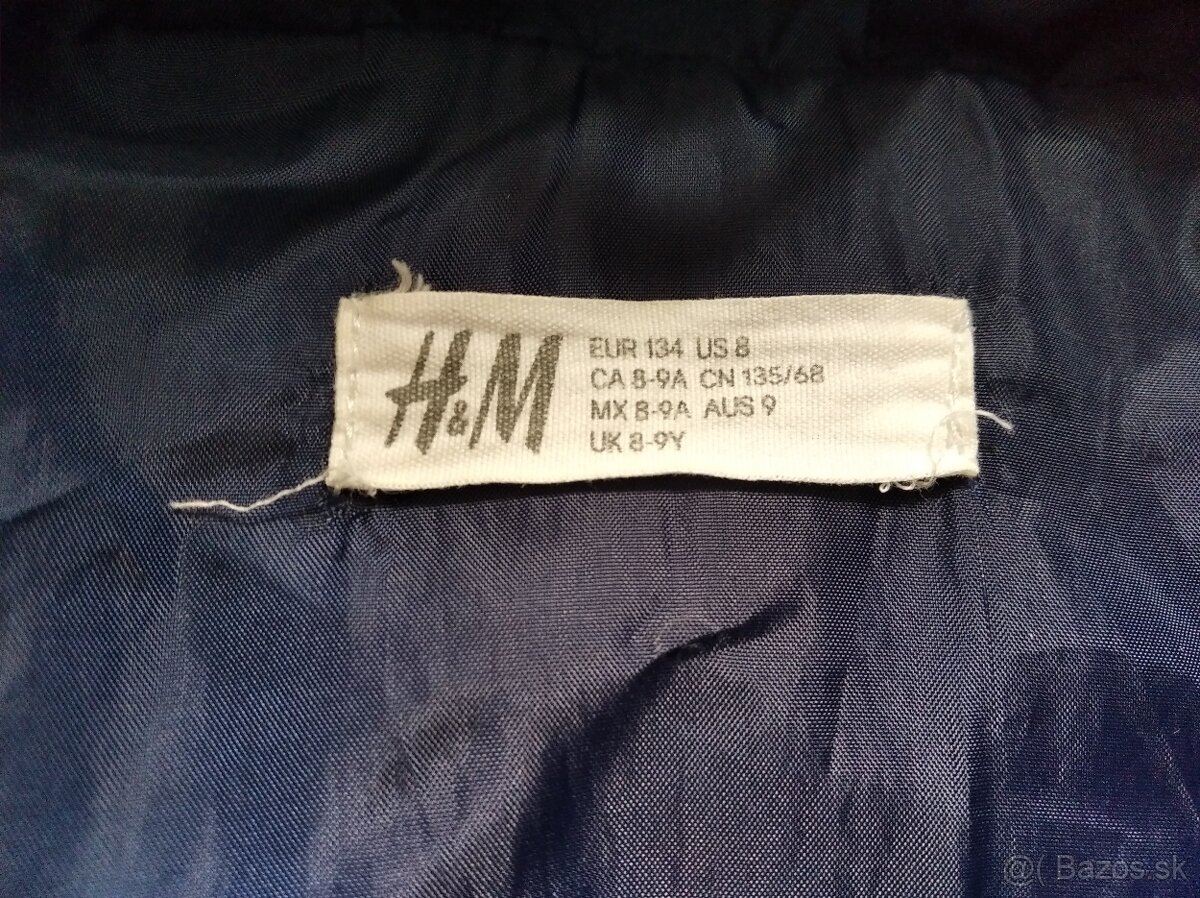 H&M
EUR 134 US 8
CA 8-9A CN 135/68
MX 8-9A AUS 9
UK 8-9Y
@( Bazos.sk